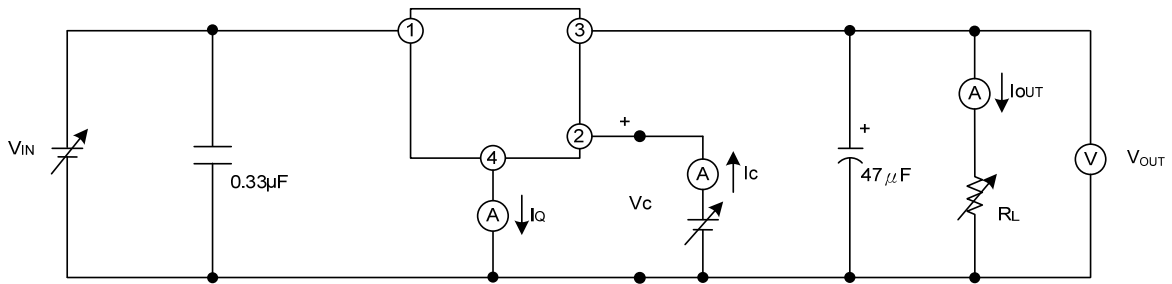 1
3
A
IOUT
+
2
+
VIN
4
0.33μF
A
IC
V
VOUT
47μF
A
IQ
VC
RL